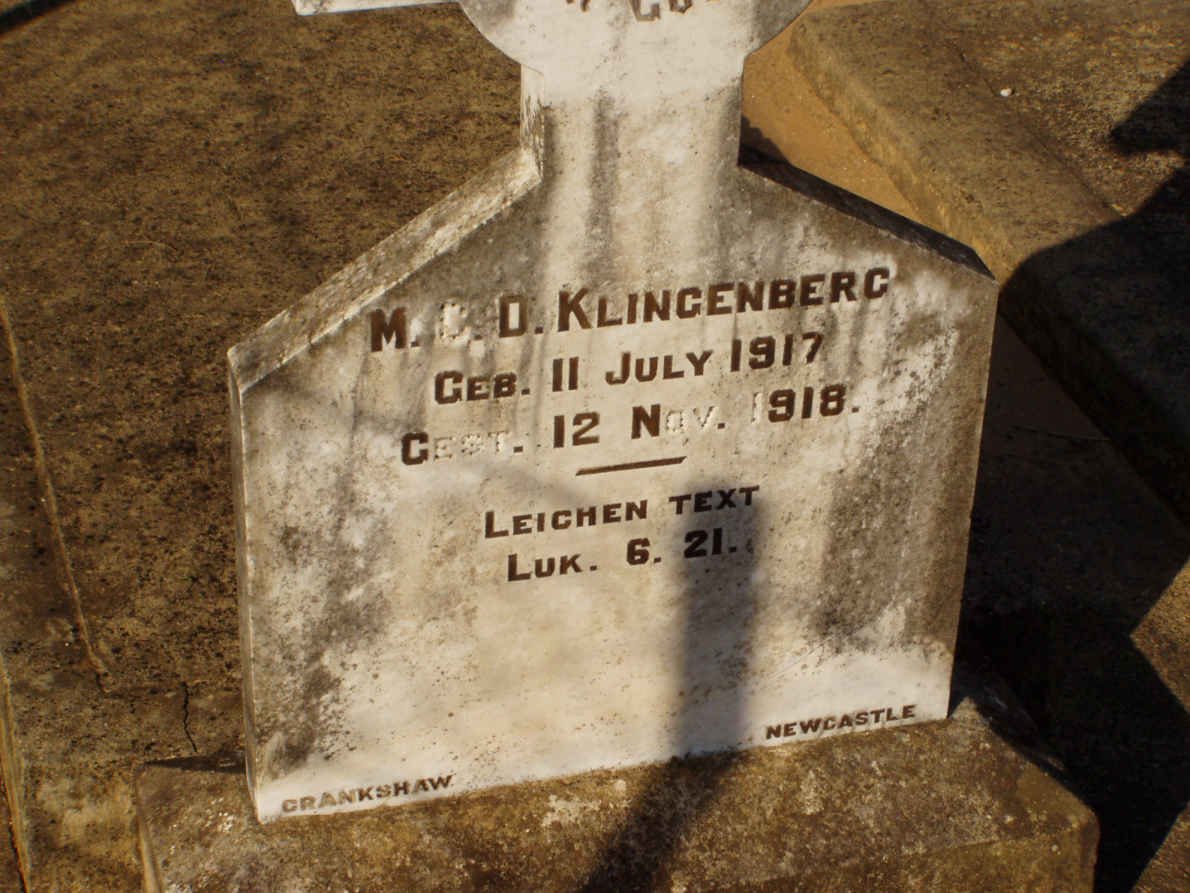 M. C. D. KLINGENBERG
GEB. 11 JULY 1917
GEST. 12 NOV. 1918.
LEICHEN TEXT
LUK. 6. 21.
CRANKSHAW
NEWCASTLE